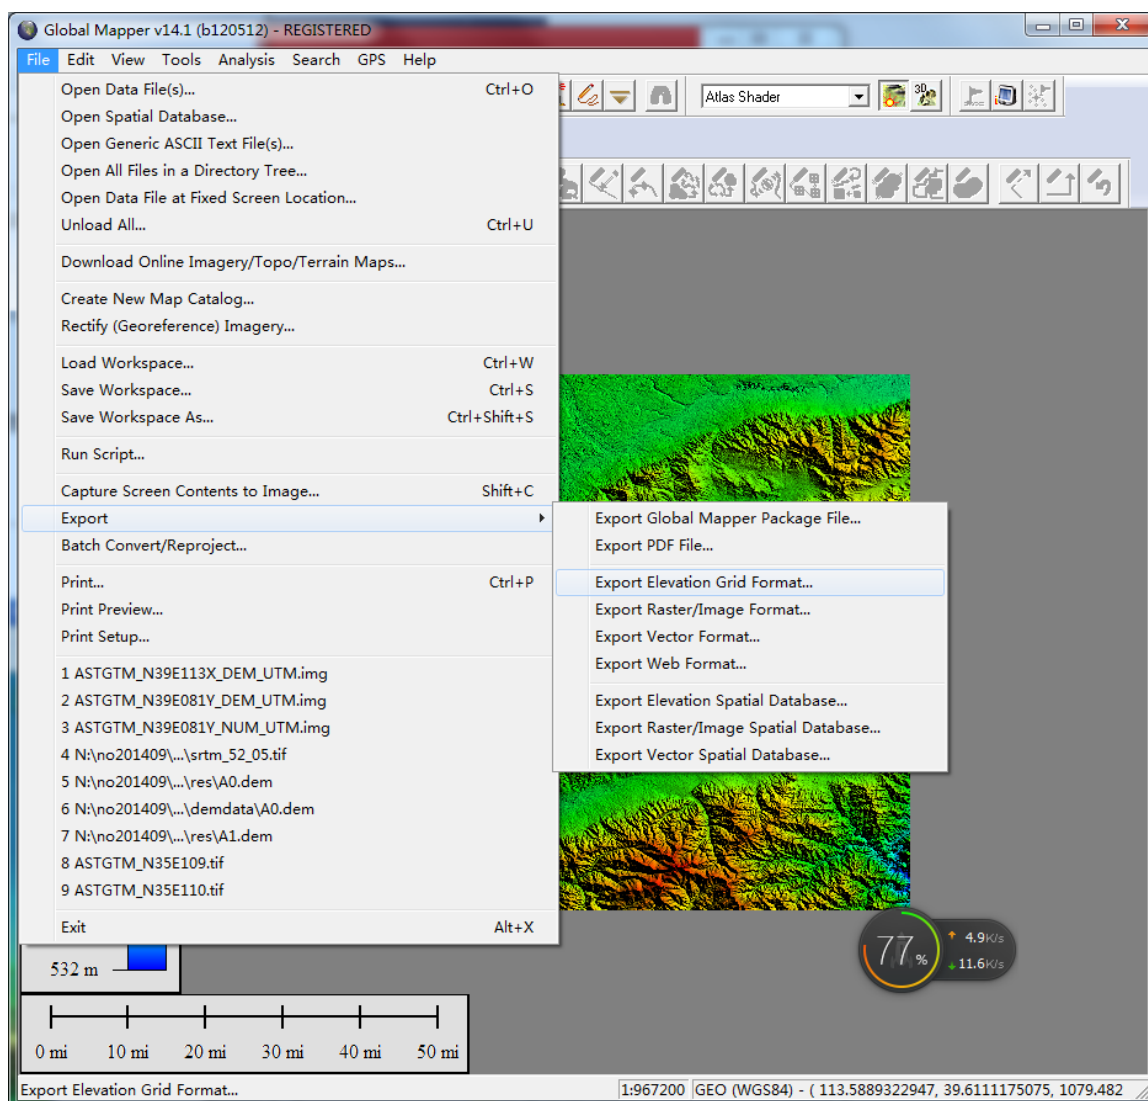 Global Mapper v14.1 (b120512) - REGISTERED
File Edit View Tools Analysis Search GPS Help
Open Data File(s)... Ctrl+O
Open Spatial Database...
Open Generic ASCII Text File(s)...
Open All Files in a Directory Tree...
Open Data File at Fixed Screen Location...
Unload All... Ctrl+U
Download Online Imagery/Topo/Terrain Maps...
Create New Map Catalog...
Rectify (Georeference) Imagery...
Load Workspace... Ctrl+W
Save Workspace... Ctrl+S
Save Workspace As... Ctrl+Shift+S
Run Script...
Capture Screen Contents to Image... Shift+C
Export
Batch Convert/Reproject...
Print... Ctrl+P
Print Preview...
Print Setup...
1 ASTGTM_N39E113X_DEM_UTM.img
2 ASTGTM_N39E081Y_DEM_UTM.img
3 ASTGTM_N39E081Y_NUM_UTM.img
4 N:\no201409\...\srtm_52_05.tif
5 N:\no201409\...\res\A0.dem
6 N:\no201409\...\demdata\A0.dem
7 N:\no201409\...\res\A1.dem
8 ASTGTM_N35E109.tif
9 ASTGTM_N35E110.tif
Exit Alt+X
Atlas Shader
3D
Export Global Mapper Package File...
Export PDF File...
Export Elevation Grid Format...
Export Raster/Image Format...
Export Vector Format...
Export Web Format...
Export Elevation Spatial Database...
Export Raster/Image Spatial Database...
Export Vector Spatial Database...
77%
4.9K/s
11.6K/s
532 m
0 mi 10 mi 20 mi 30 mi 40 mi 50 mi
Export Elevation Grid Format...
1:967200 GEO (WGS84) - ( 113.5889322947, 39.6111175075, 1079.482